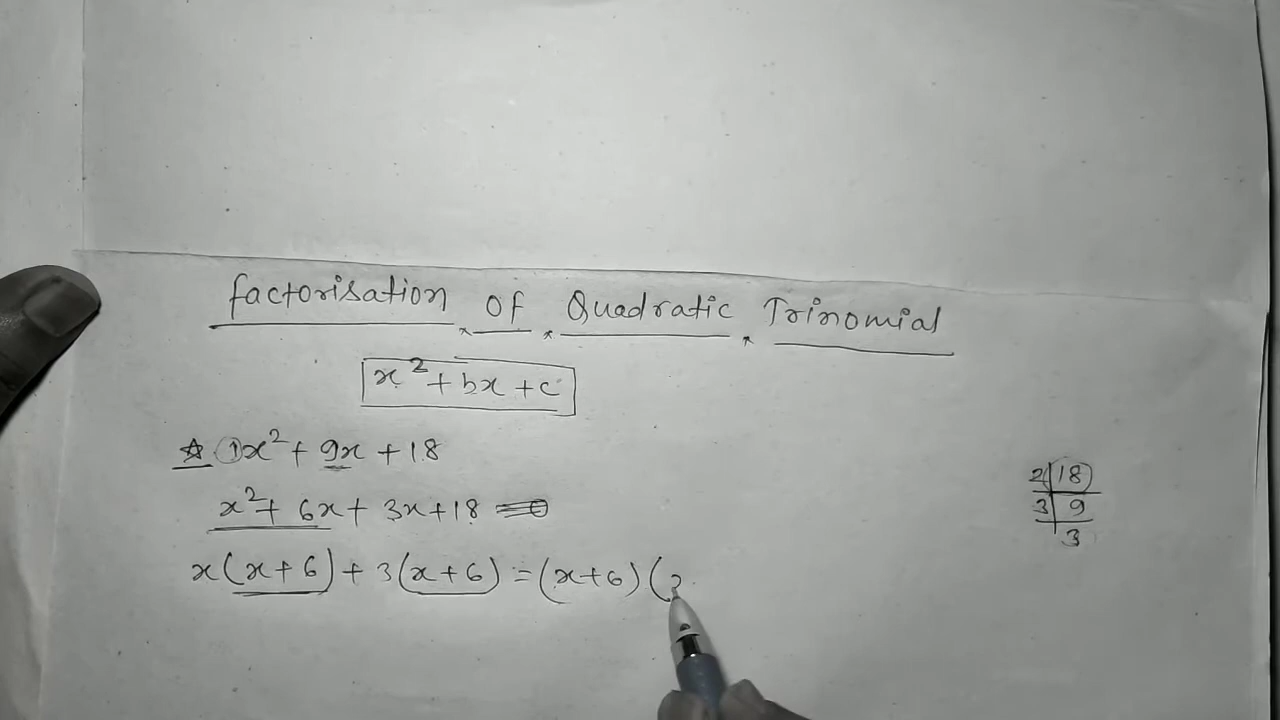 factorisation of Quadratic Trinomial
x² + bx + c
☆ ① x² + 9x + 18
x² + 6x + 3x + 18
x(x + 6) + 3(x + 6) = (x + 6) (
2 | 18
3 | 9
3